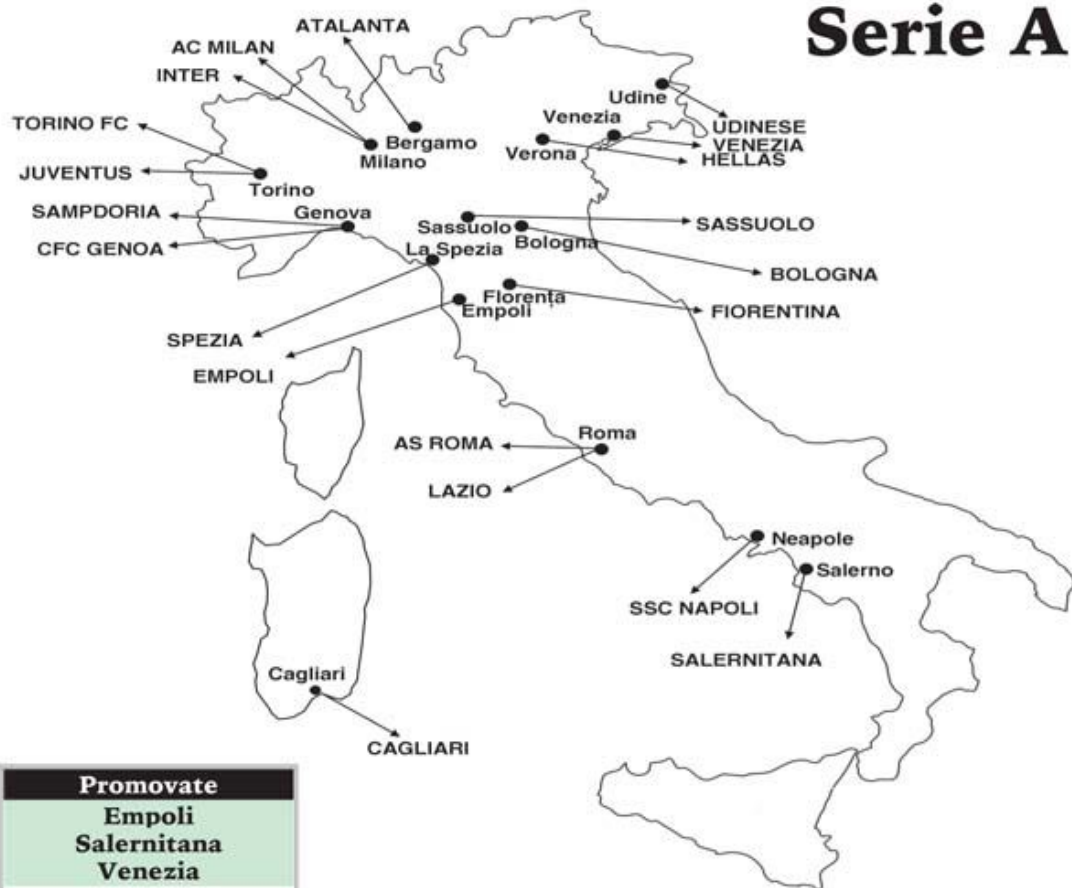 Serie A
ATALANTA
AC MILAN
INTER
Udine
Venezia
TORINO FC
Bergamo
Milano
Verona
UDINESE
VENEZIA
HELLAS
JUVENTUS
Torino
SAMPDORIA
Genova
CFC GENOA
Sassuolo
Bologna
SASSUOLO
La Spezia
BOLOGNA
Florența
Empoli
FIORENTINA
SPEZIA
EMPOLI
Roma
AS ROMA
LAZIO
Neapole
Salerno
SSC NAPOLI
SALERNITANA
Cagliari
CAGLIARI
Promovate
Empoli
Salernitana
Venezia